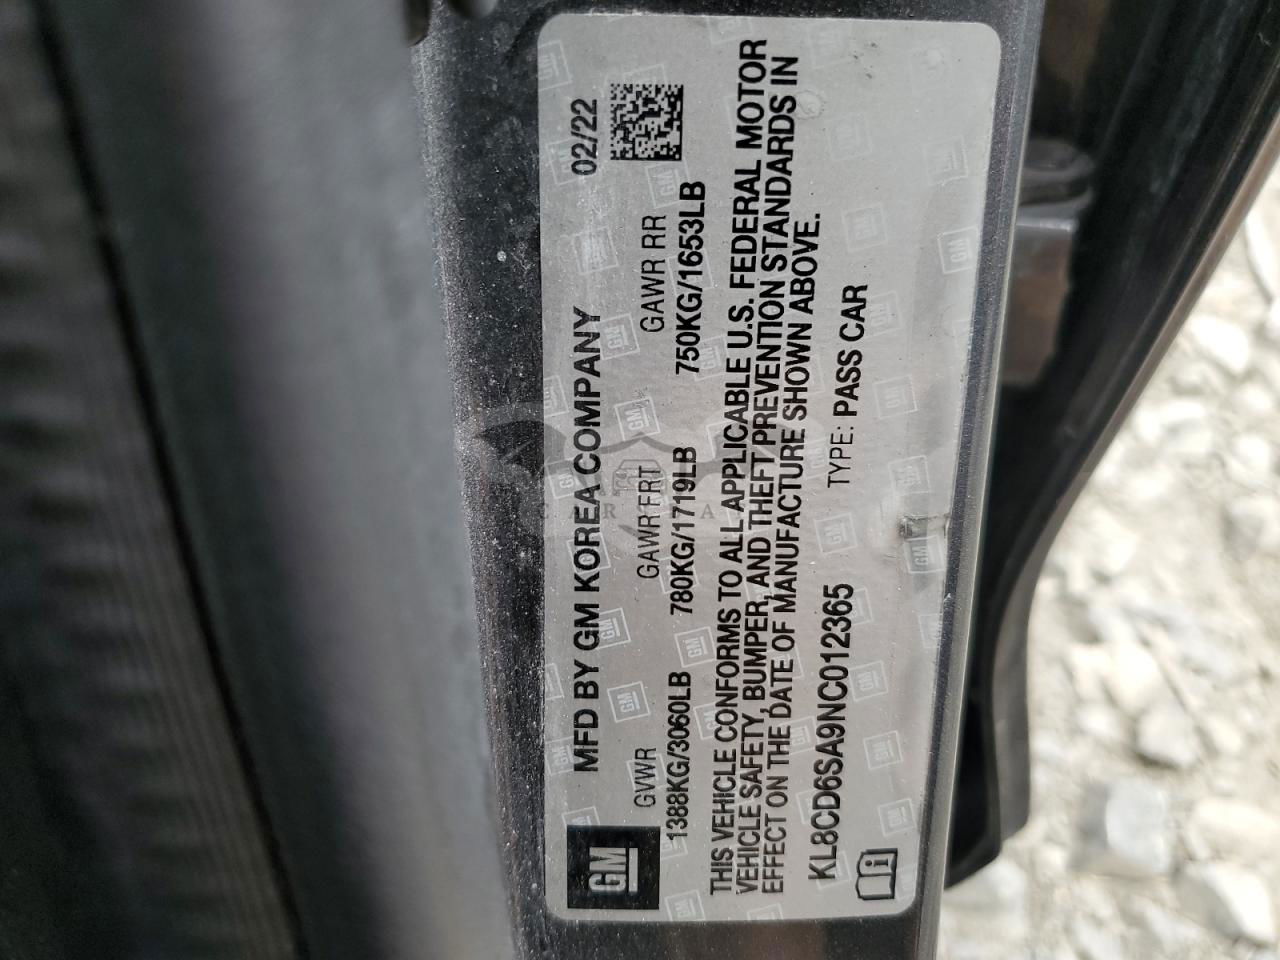 MFD BY GM KOREA COMPANY 02/22
GVWR GAWR FRT GAWR RR
1388KG/3060LB 780KG/1719LB 750KG/1653LB
THIS VEHICLE CONFORMS TO ALL APPLICABLE U.S. FEDERAL MOTOR
VEHICLE SAFETY, BUMPER, AND THEFT PREVENTION STANDARDS IN
EFFECT ON THE DATE OF MANUFACTURE SHOWN ABOVE.
KL8CD6SA9NC012365 TYPE: PASS CAR
GM